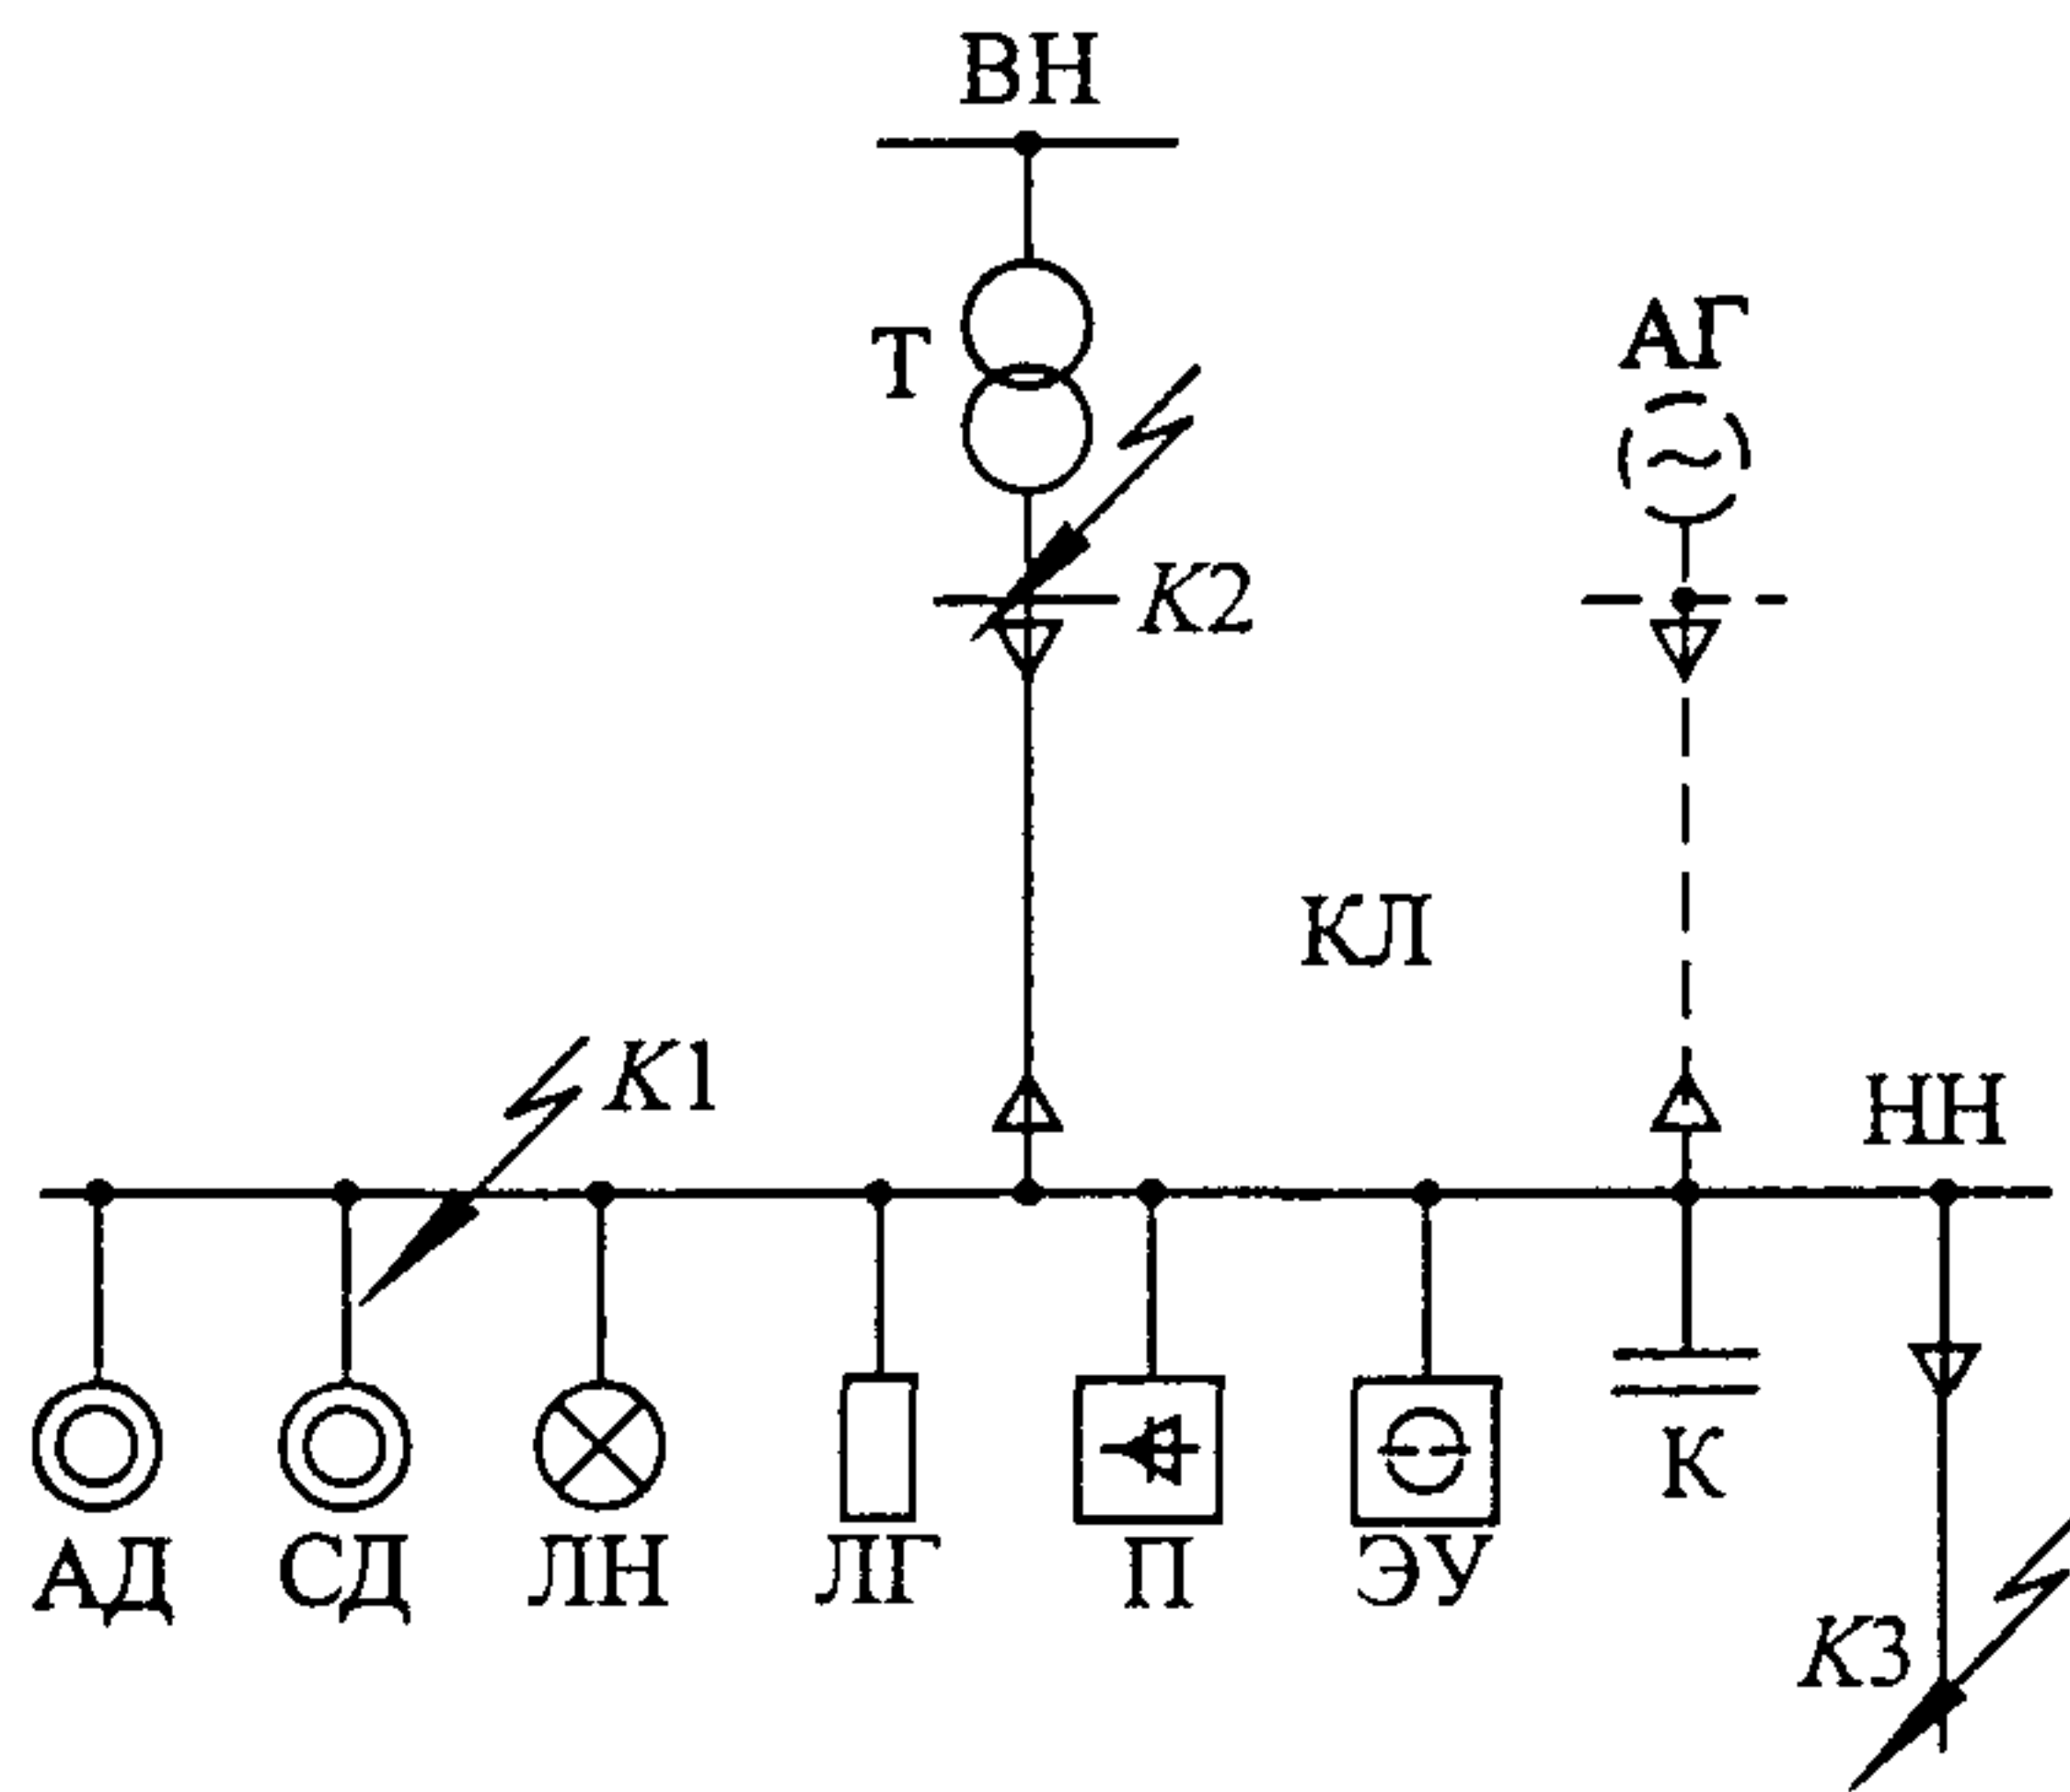 ВН
Т
АГ
К2
КЛ
К1
НН
АД
СД
ЛН
ЛГ
П
ЭУ
К
К3